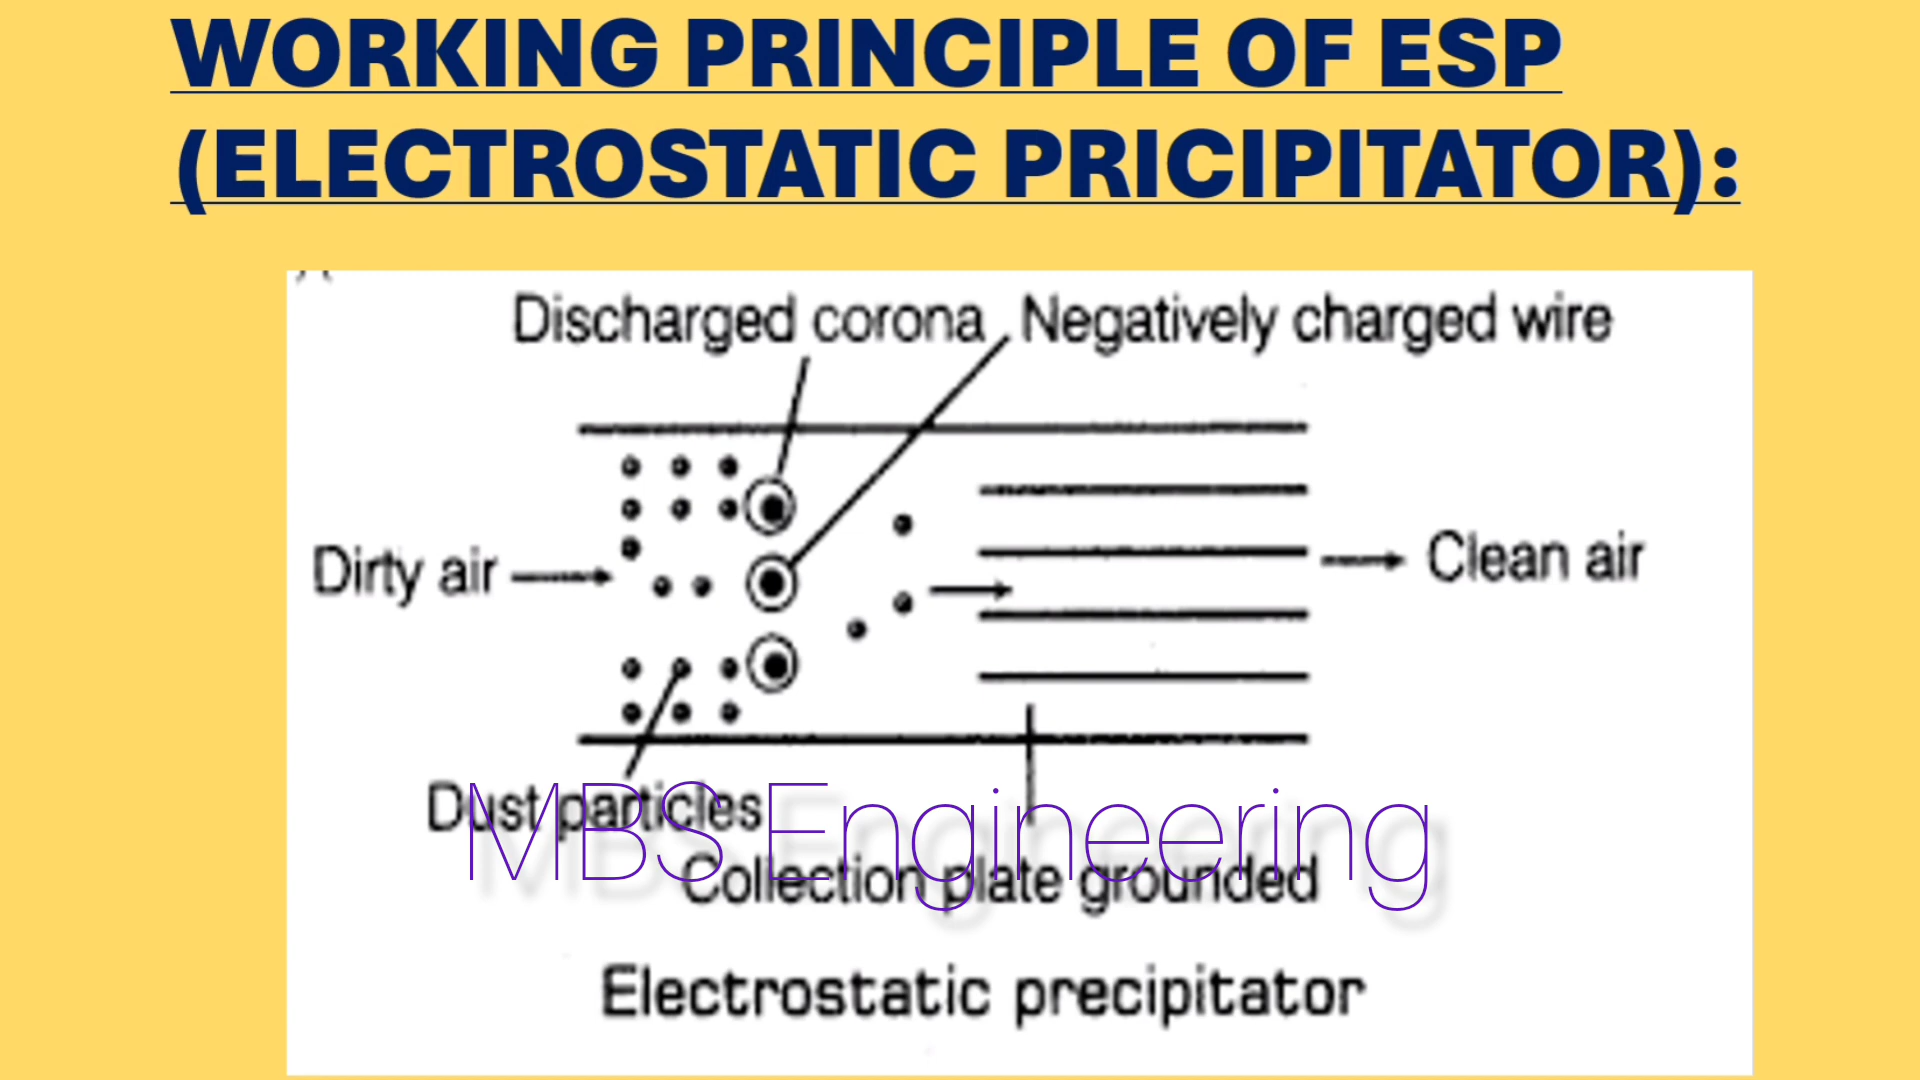 WORKING PRINCIPLE OF ESP
(ELECTROSTATIC PRICIPITATOR):
Discharged corona
Negatively charged wire
Dirty air
Clean air
Dust particles
MBS Engineering
Collection plate grounded
Electrostatic precipitator